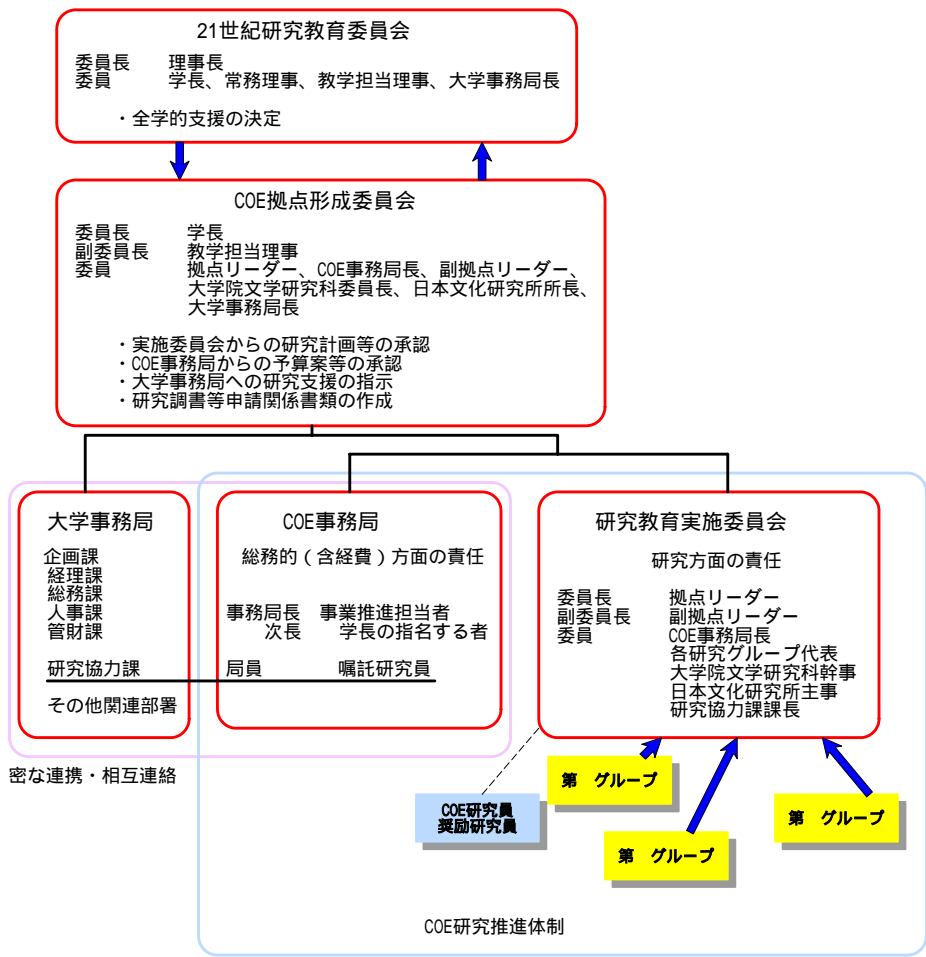 21世紀研究教育委員会
委員長 理事長
委員 学長、常務理事、教学担当理事、大学事務局長
・全学的支援の決定
COE拠点形成委員会
委員長 学長
副委員長 教学担当理事
委員 拠点リーダー、COE事務局長、副拠点リーダー、
大学院文学研究科委員長、日本文化研究所所長、
大学事務局長
・実施委員会からの研究計画等の承認
・COE事務局からの予算案等の承認
・大学事務局への研究支援の指示
・研究調書等申請関係書類の作成
大学事務局
企画課
経理課
総務課
人事課
管財課
研究協力課
その他関連部署
COE事務局
総務的(含経費)方面の責任
事務局長 事業推進担当者
次長 学長の指名する者
局員 嘱託研究員
研究教育実施委員会
研究方面の責任
委員長 拠点リーダー
副委員長 副拠点リーダー
委員 COE事務局長
各研究グループ代表
大学院文学研究科幹事
日本文化研究所主事
研究協力課課長
密な連携・相互連絡
COE研究員
奨励研究員
第 グループ
第 グループ
第 グループ
COE研究推進体制